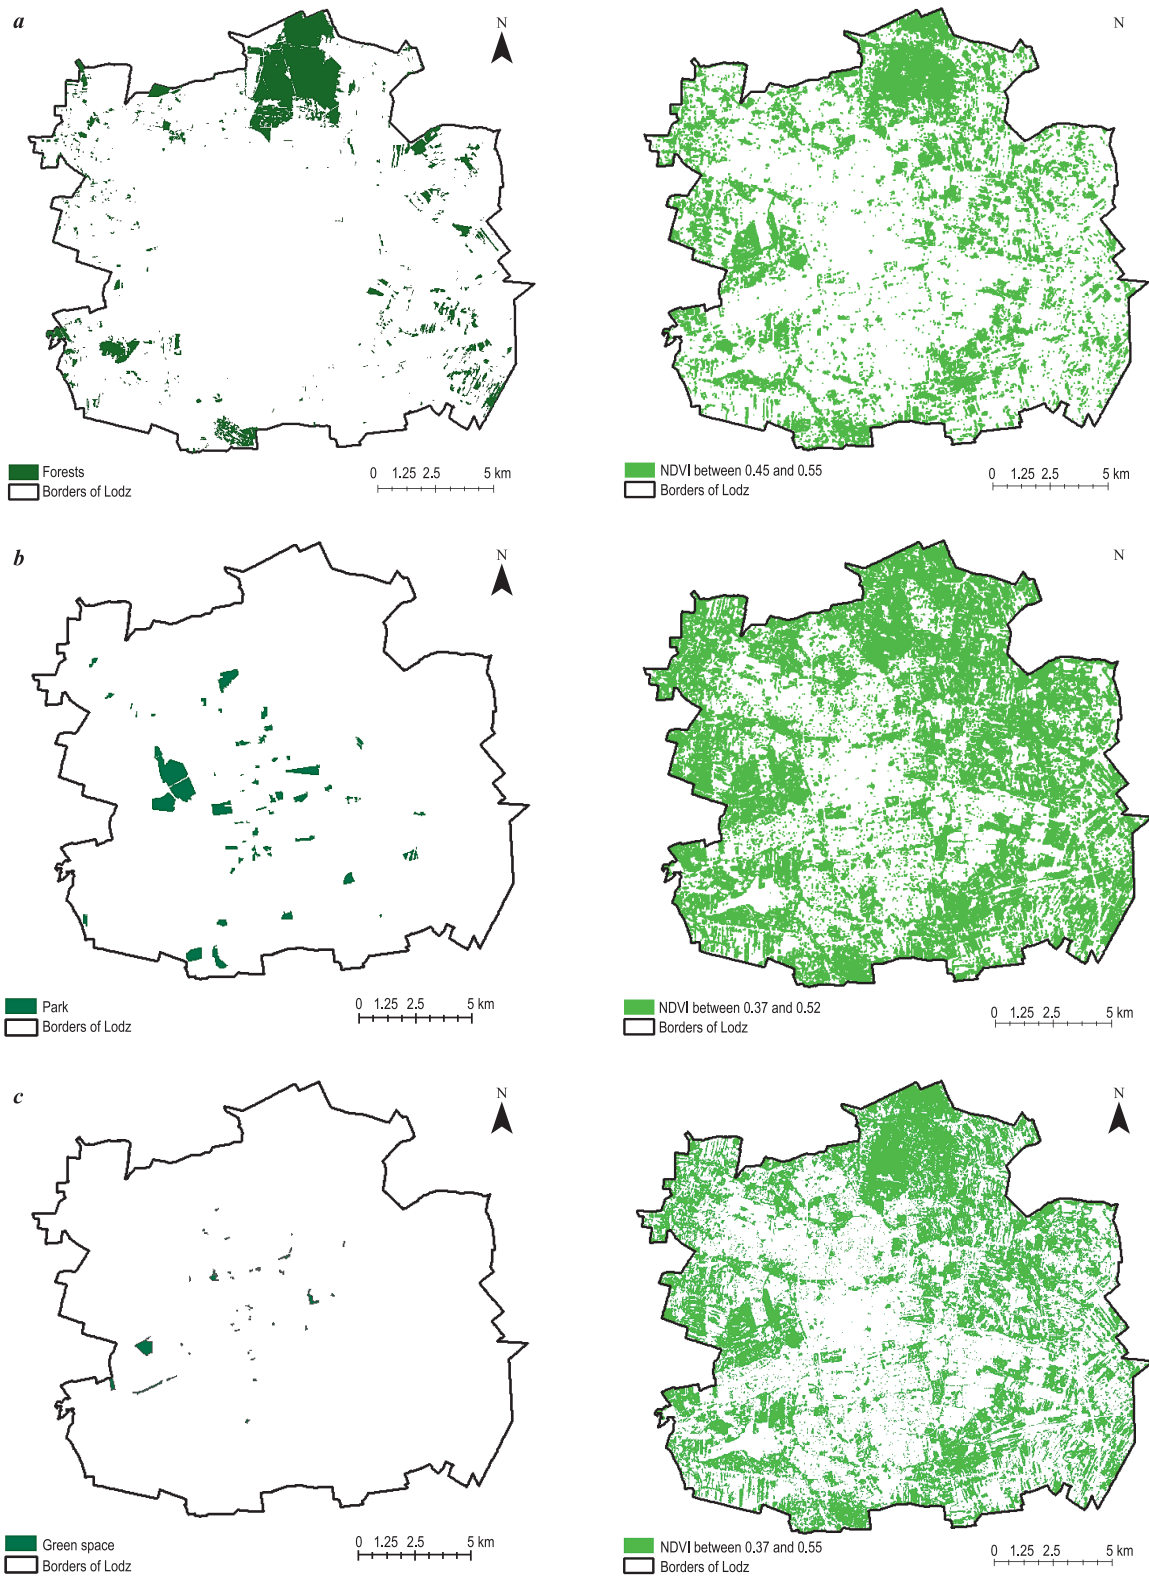 a
N
N
Forests
Borders of Lodz
0 1.25 2.5 5 km
NDVI between 0.45 and 0.55
Borders of Lodz
0 1.25 2.5 5 km
b
N
N
Park
Borders of Lodz
0 1.25 2.5 5 km
NDVI between 0.37 and 0.52
Borders of Lodz
0 1.25 2.5 5 km
c
N
N
Green space
Borders of Lodz
0 1.25 2.5 5 km
NDVI between 0.37 and 0.55
Borders of Lodz
0 1.25 2.5 5 km